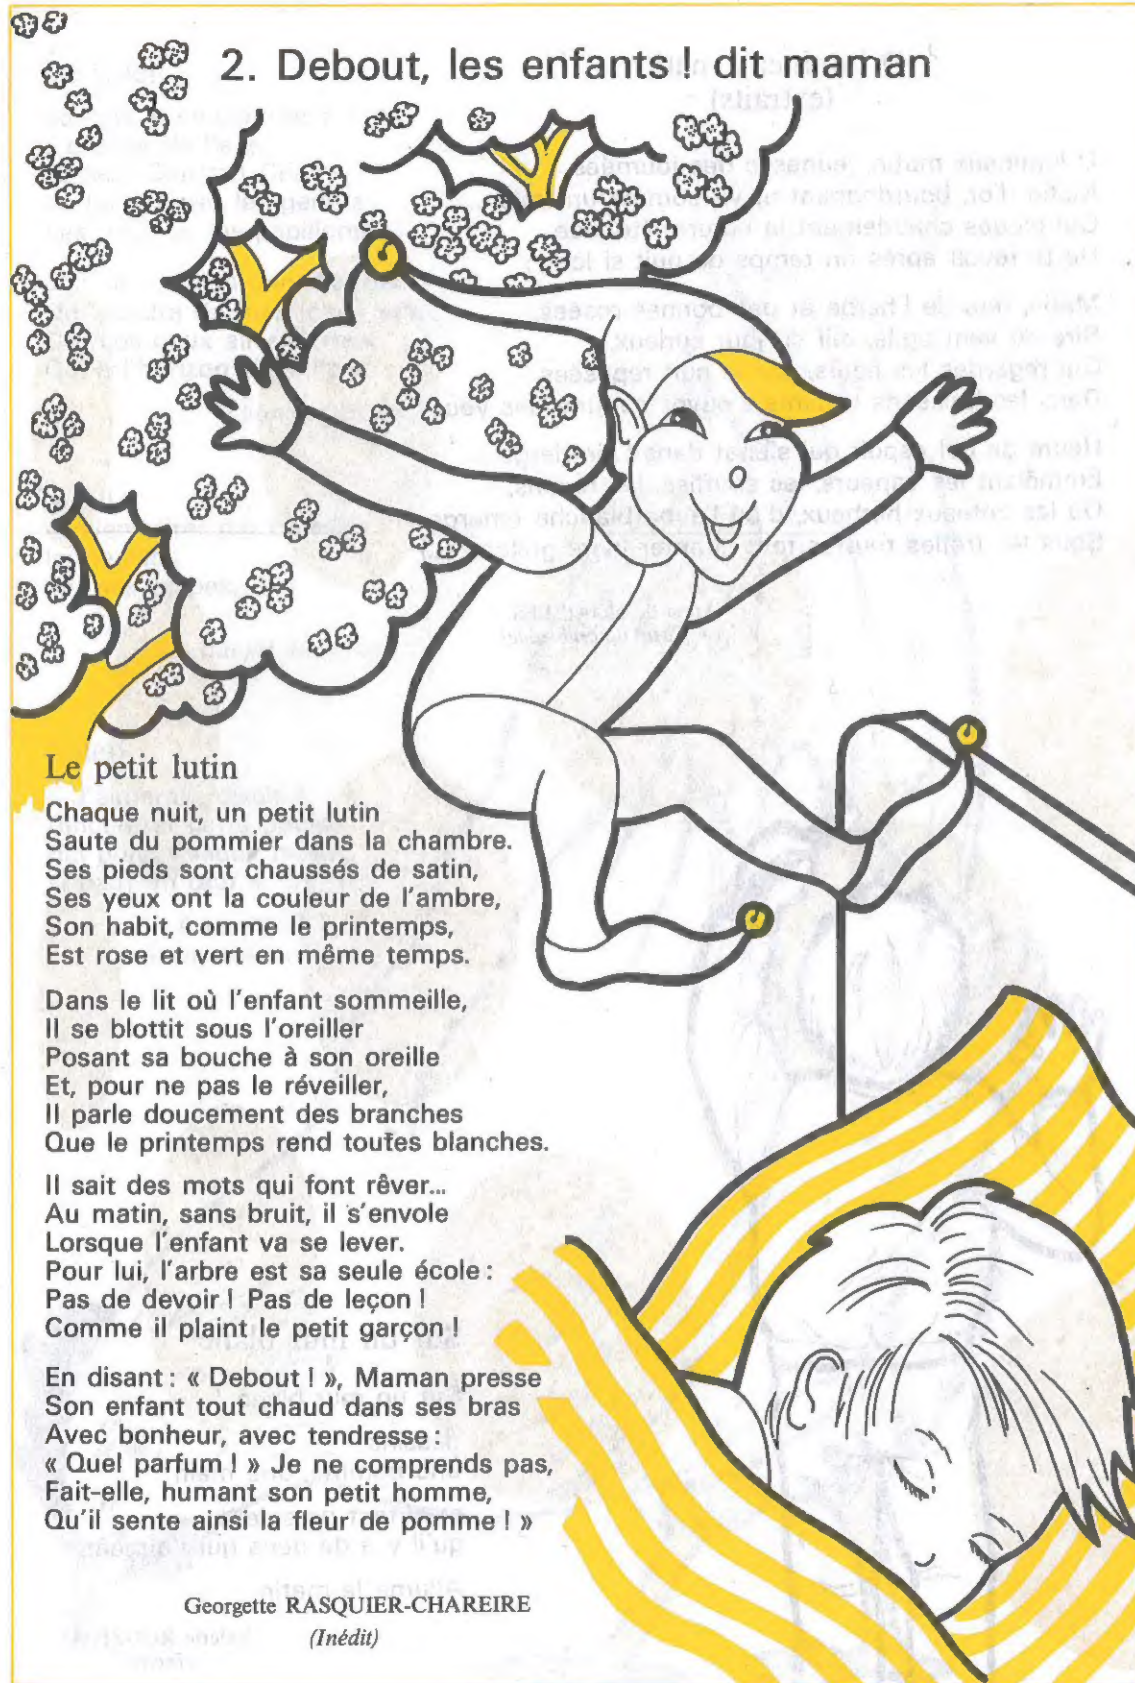 2. Debout, les enfants ! dit maman
Le petit lutin
Chaque nuit, un petit lutin
Saute du pommier dans la chambre.
Ses pieds sont chaussés de satin,
Ses yeux ont la couleur de l'ambre,
Son habit, comme le printemps,
Est rose et vert en même temps.
Dans le lit où l'enfant sommeille,
Il se blottit sous l'oreiller
Posant sa bouche à son oreille
Et, pour ne pas le réveiller,
Il parle doucement des branches
Que le printemps rend toutes blanches.
Il sait des mots qui font rêver...
Au matin, sans bruit, il s'envole
Lorsque l'enfant va se lever.
Pour lui, l'arbre est sa seule école :
Pas de devoir ! Pas de leçon !
Comme il plaint le petit garçon !
En disant : « Debout ! », Maman presse
Son enfant tout chaud dans ses bras
Avec bonheur, avec tendresse :
« Quel parfum ! » Je ne comprends pas,
Fait-elle, humant son petit homme,
Qu'il sente ainsi la fleur de pomme ! »
Georgette RASQUIER-CHAREIRE
(Inédit)